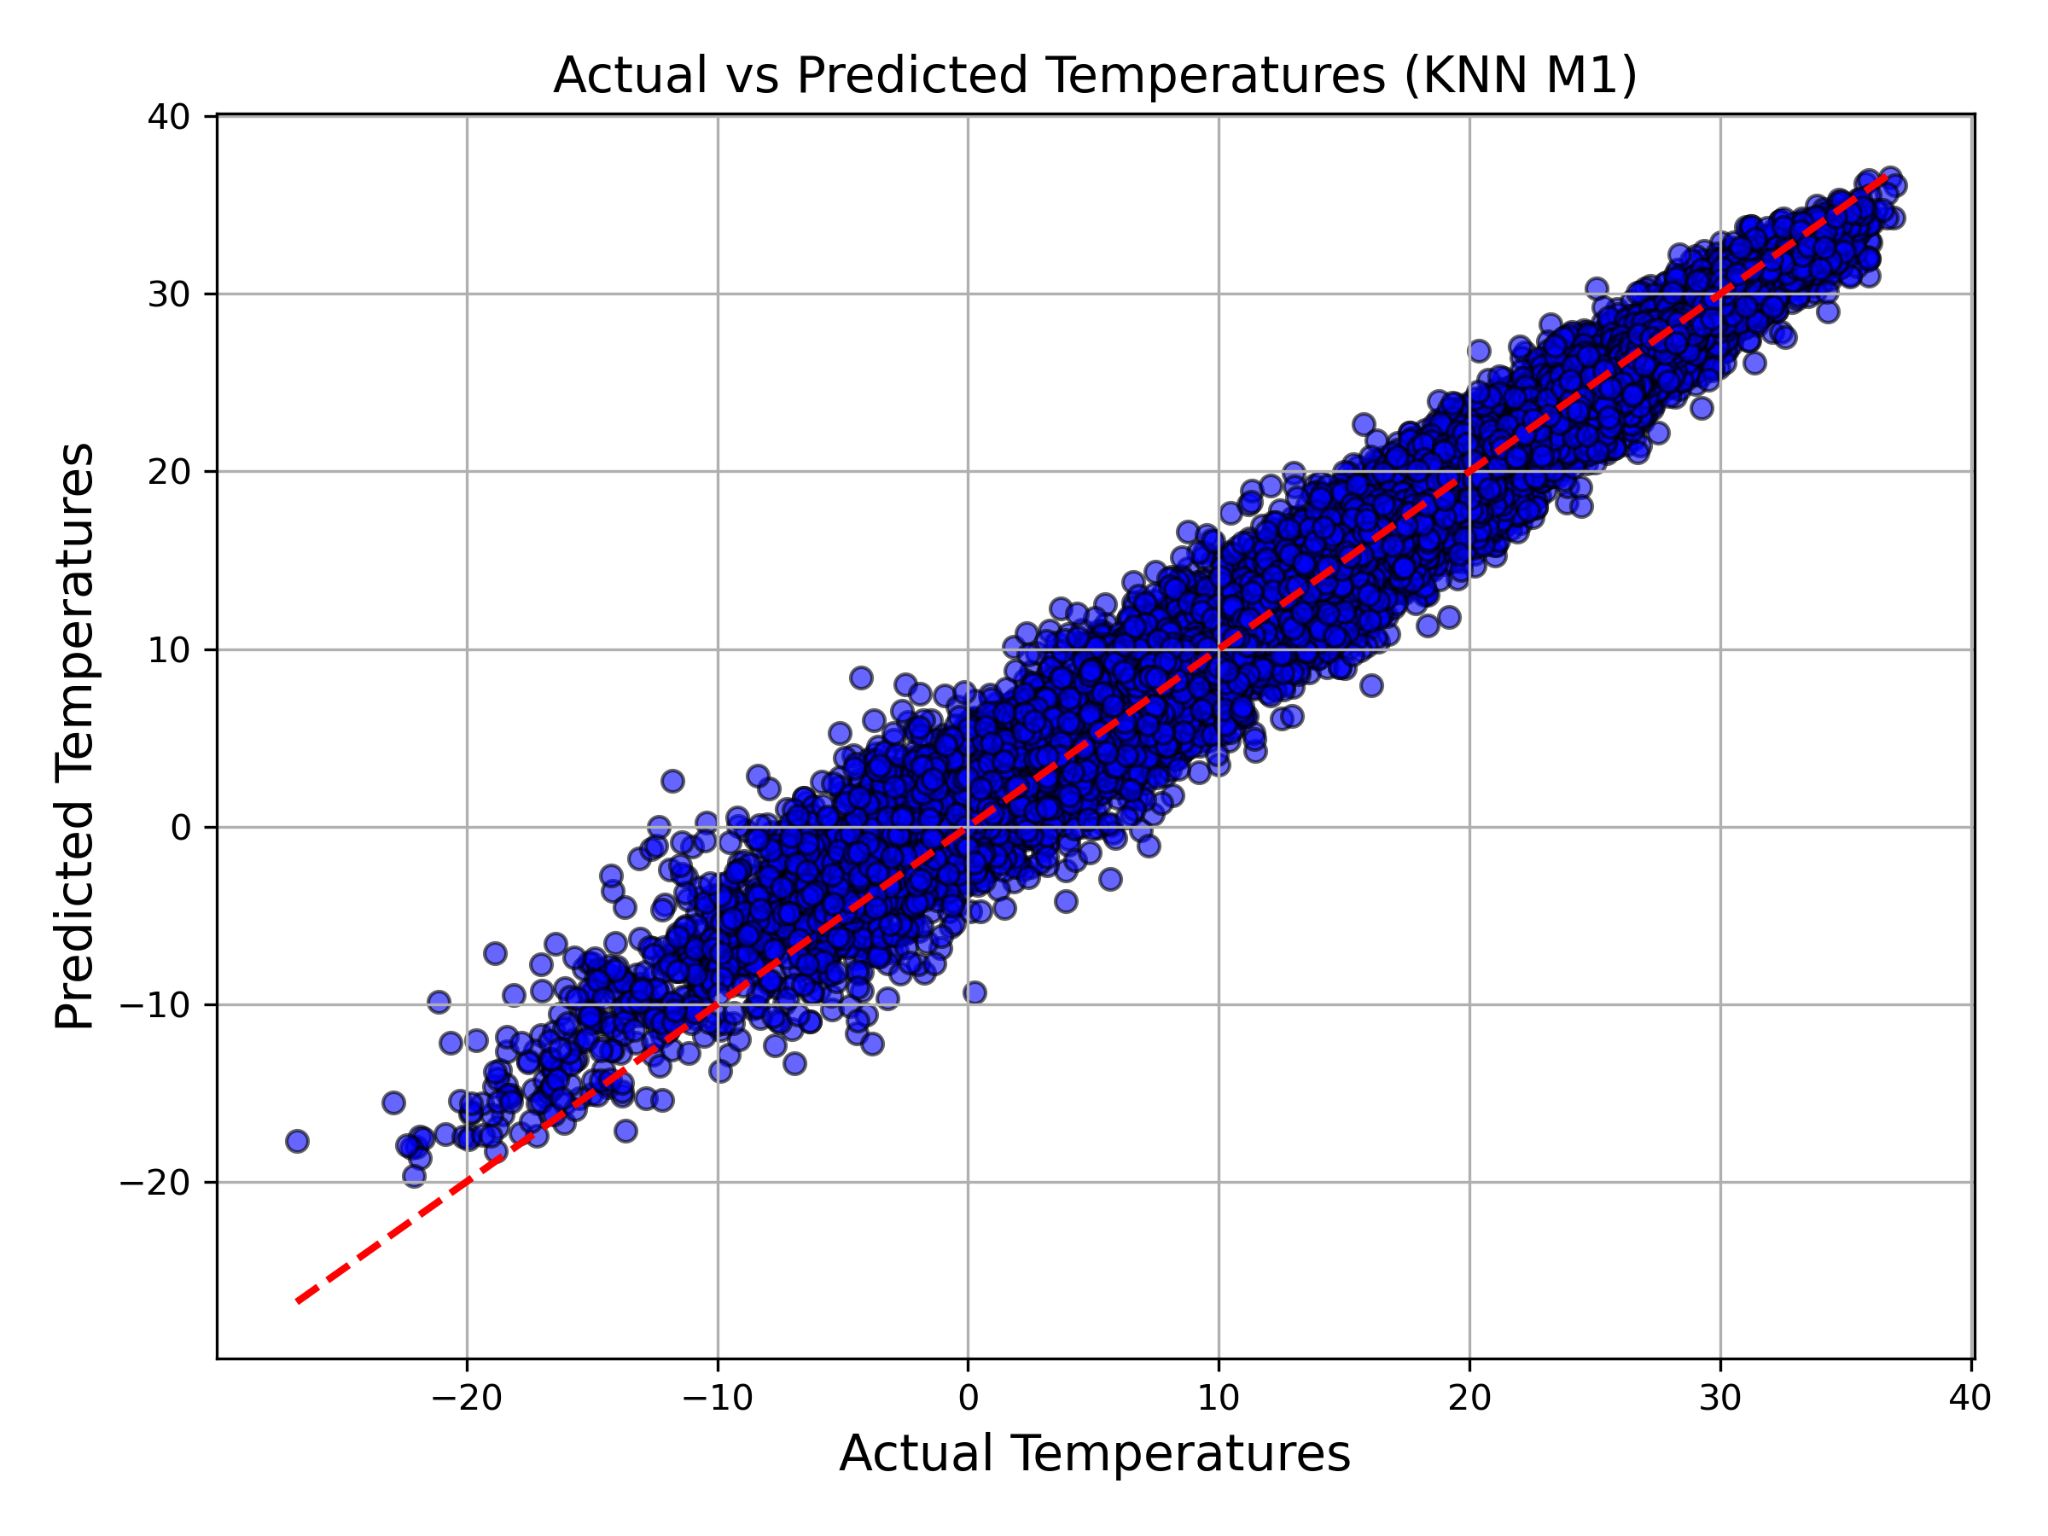 Actual vs Predicted Temperatures (KNN M1)
40
30
20
10
0
−10
−20
Predicted Temperatures
−20 −10 0 10 20 30 40
Actual Temperatures